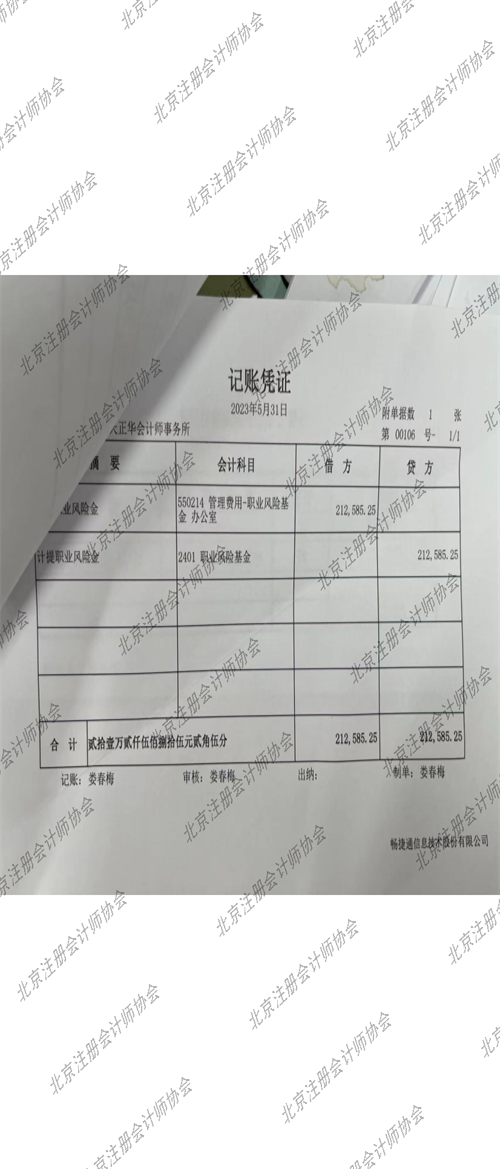 记账凭证
2023年5月31日
附单据数 1 张
正华会计师事务所
第 00106 号- 1/1
摘 要 会计科目 借 方 贷 方
业风险金 550214 管理费用-职业风险基金 办公室 212,585.25
计提职业风险金 2401 职业风险基金 212,585.25
合 计 贰拾壹万贰仟伍佰捌拾伍元贰角伍分 212,585.25 212,585.25
记账: 娄春梅 审核: 娄春梅 出纳: 制单: 娄春梅
畅捷通信息技术股份有限公司
北京注册会计师协会